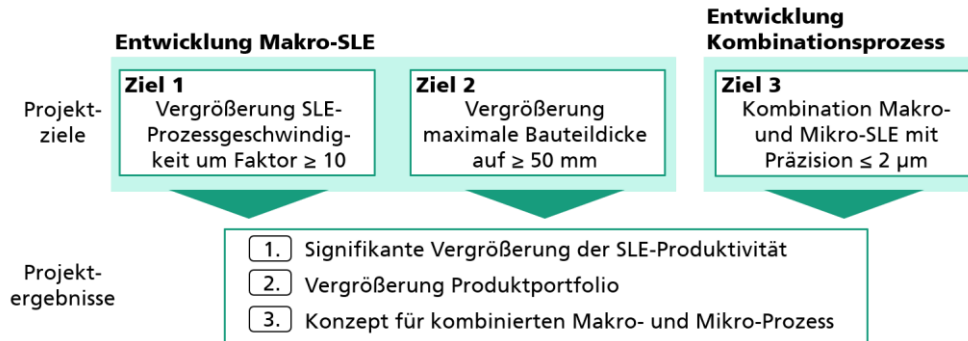 Entwicklung Makro-SLE
Entwicklung
Kombinationsprozess
Projekt-
ziele
Ziel 1
Vergrößerung SLE-
Prozessgeschwindig-
keit um Faktor ≥ 10
Ziel 2
Vergrößerung
maximale Bauteildicke
auf ≥ 50 mm
Ziel 3
Kombination Makro-
und Mikro-SLE mit
Präzision ≤ 2 µm
Projekt-
ergebnisse
1. Signifikante Vergrößerung der SLE-Produktivität
2. Vergrößerung Produktportfolio
3. Konzept für kombinierten Makro- und Mikro-Prozess